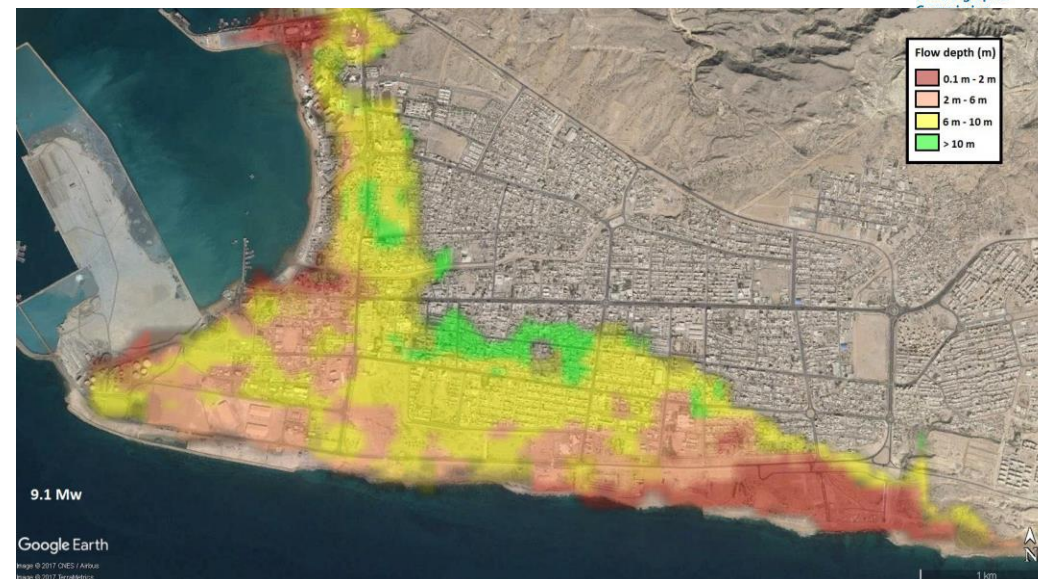 Flow depth (m)
0.1 m - 2 m
2 m - 6 m
6 m - 10 m
> 10 m
9.1 Mw
Google Earth
Image © 2017 CNES / Airbus
Image © 2017 TerraMetrics
N
1 km